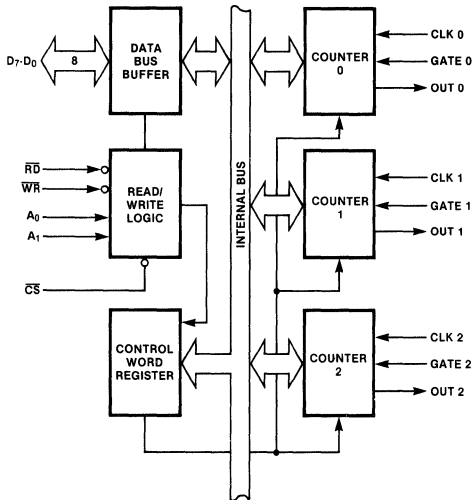 D7-D0
8
DATA
BUS
BUFFER
COUNTER
0
CLK 0
GATE 0
OUT 0
RD
WR
A0
A1
CS
READ/
WRITE
LOGIC
INTERNAL BUS
COUNTER
1
CLK 1
GATE 1
OUT 1
CONTROL
WORD
REGISTER
COUNTER
2
CLK 2
GATE 2
OUT 2